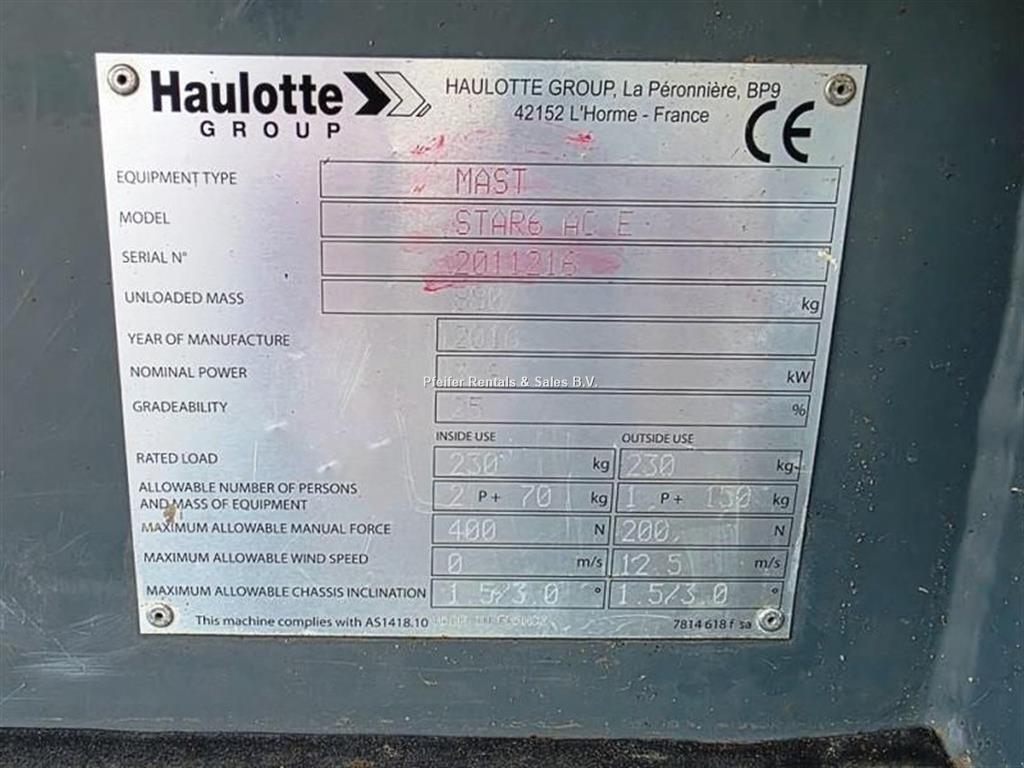 Haulotte
GROUP
HAULOTTE GROUP, La Péronnière, BP9
42152 L'Horme - France
CE
EQUIPMENT TYPE MAST
MODEL STAR6 AC E
SERIAL N° 2011216
UNLOADED MASS kg
YEAR OF MANUFACTURE
NOMINAL POWER kW
Pfeifer Rentals & Sales B.V.
GRADEABILITY 25 %
INSIDE USE OUTSIDE USE
RATED LOAD 230 kg 230 kg
ALLOWABLE NUMBER OF PERSONS
AND MASS OF EQUIPMENT 2 P+ 70 kg 1 P+ 150 kg
MAXIMUM ALLOWABLE MANUAL FORCE 400 N 200 N
MAXIMUM ALLOWABLE WIND SPEED 0 m/s 12.5 m/s
MAXIMUM ALLOWABLE CHASSIS INCLINATION 1.5/3.0 ° 1.5/3.0 °
This machine complies with AS1418.10 7814 618 f sa